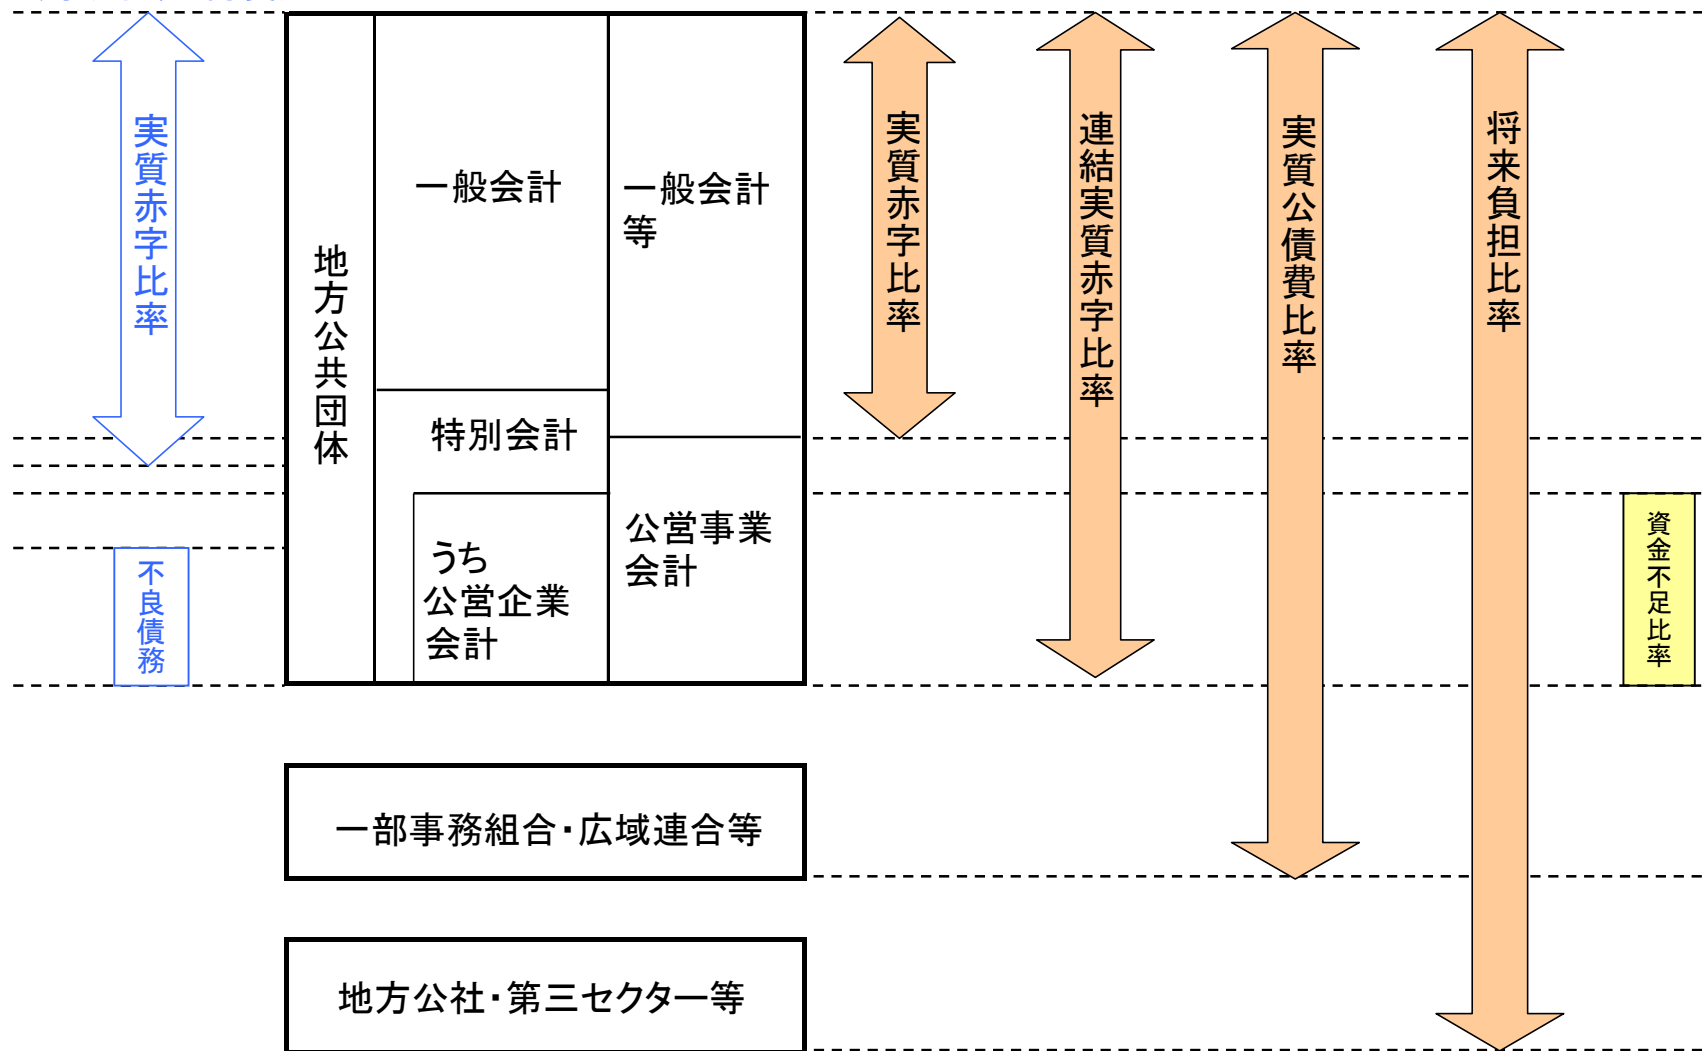 実質赤字比率
不良債務
地方公共団体
一般会計
特別会計
うち
公営企業
会計
一般会計
等
公営事業
会計
実質赤字比率
連結実質赤字比率
実質公債費比率
将来負担比率
資金不足比率
一部事務組合・広域連合等
地方公社・第三セクター等